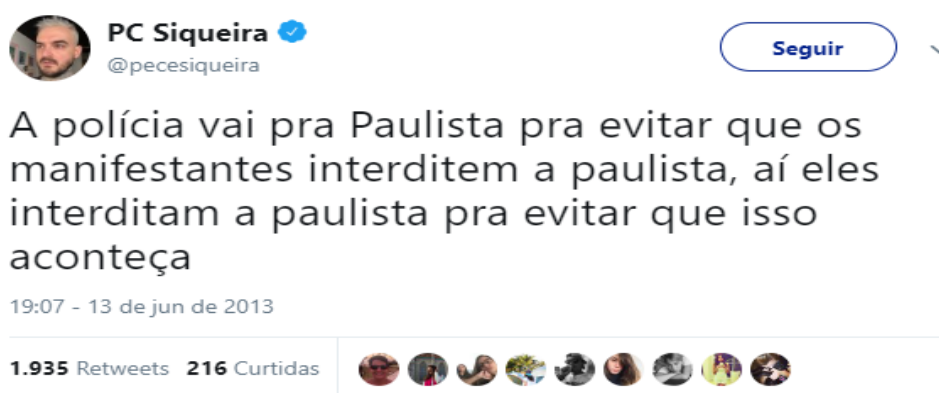 PC Siqueira
@pecesiqueira
Seguir
A polícia vai pra Paulista pra evitar que os
manifestantes interditem a paulista, aí eles
interditam a paulista pra evitar que isso
aconteça
19:07 - 13 de jun de 2013
1.935 Retweets 216 Curtidas